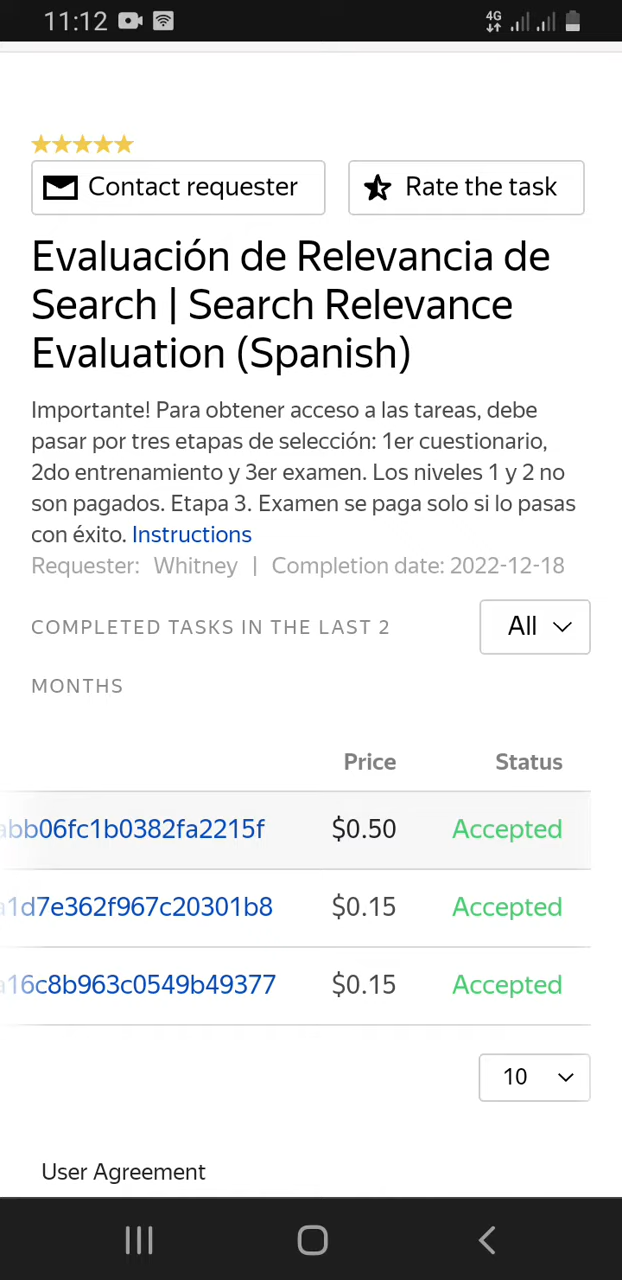 11:12
4G
Contact requester
Rate the task
Evaluación de Relevancia de
Search | Search Relevance
Evaluation (Spanish)
Importante! Para obtener acceso a las tareas, debe
pasar por tres etapas de selección: 1er cuestionario,
2do entrenamiento y 3er examen. Los niveles 1 y 2 no
son pagados. Etapa 3. Examen se paga solo si lo pasas
con éxito. Instructions
Requester: Whitney | Completion date: 2022-12-18
COMPLETED TASKS IN THE LAST 2
All
MONTHS
Price Status
abb06fc1b0382fa2215f $0.50 Accepted
a1d7e362f967c20301b8 $0.15 Accepted
a16c8b963c0549b49377 $0.15 Accepted
10
User Agreement